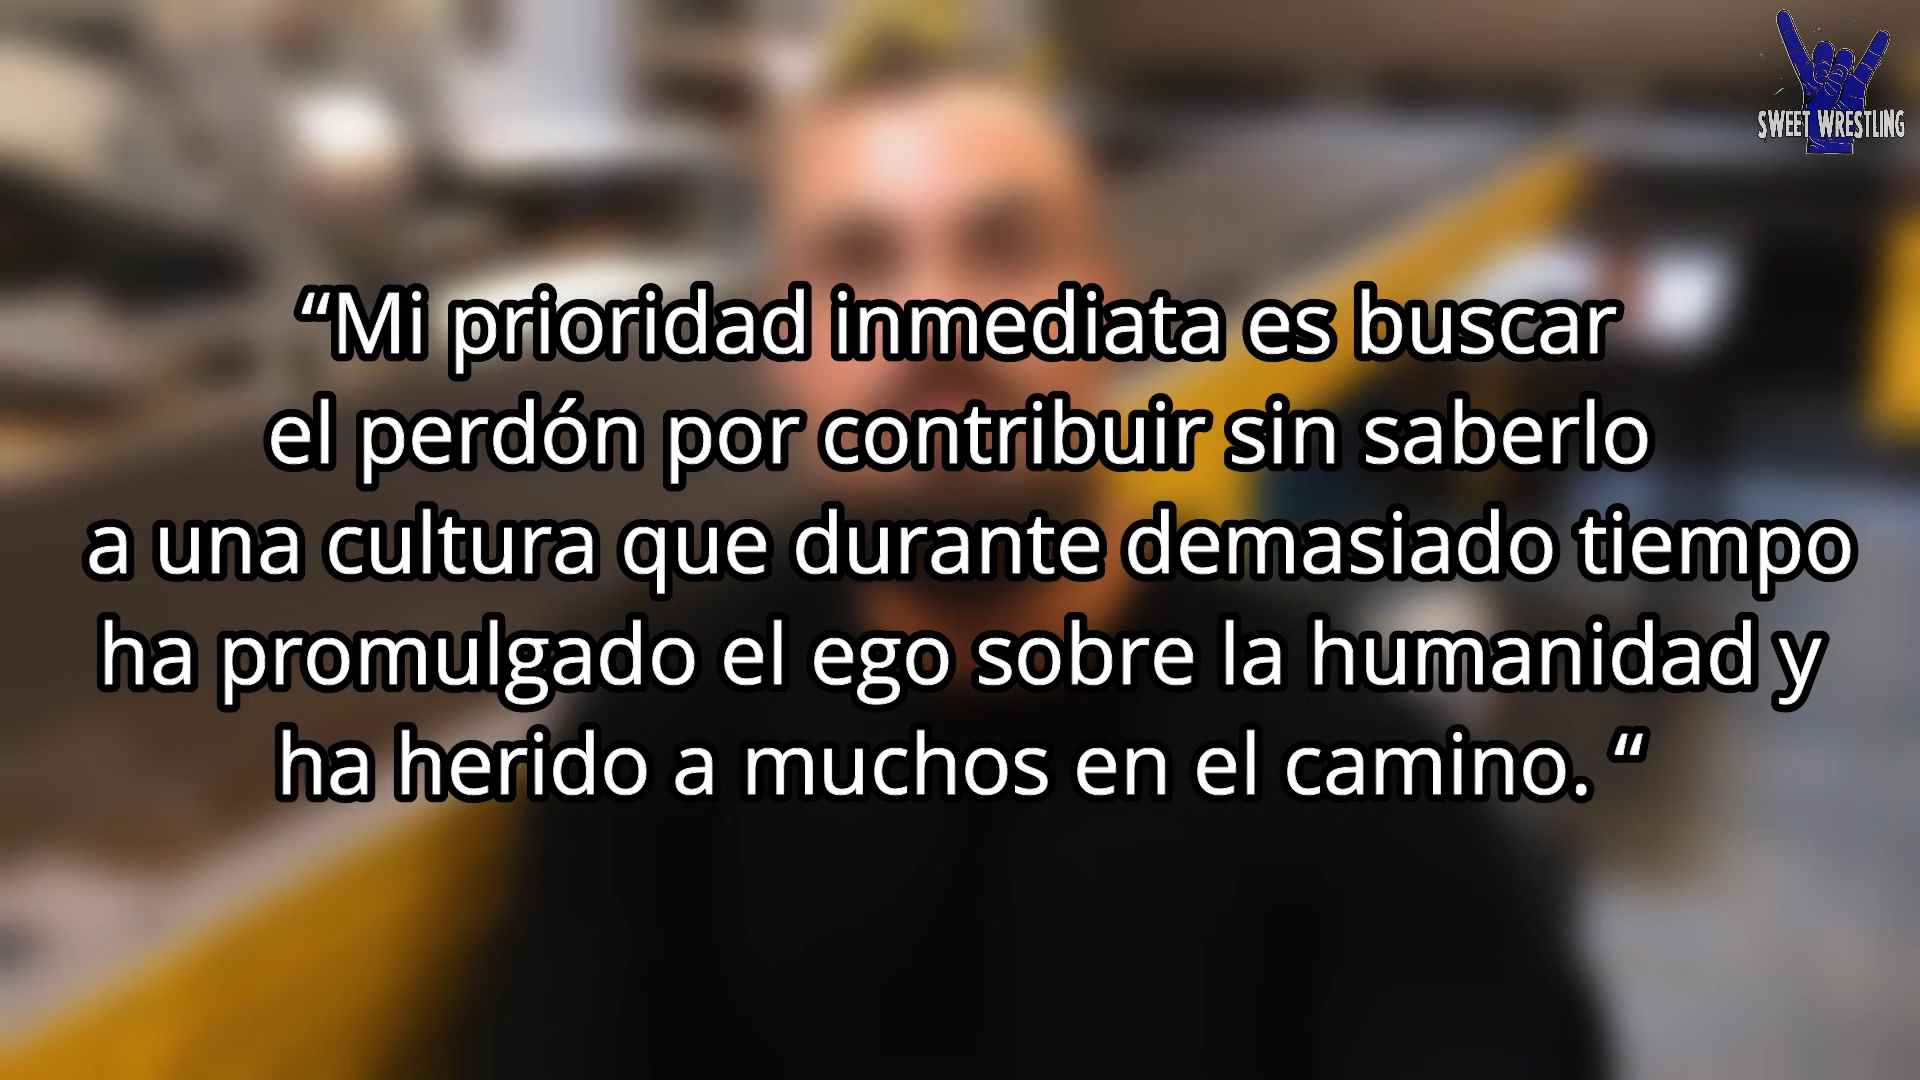 SWEET WRESTLING
“Mi prioridad inmediata es buscar
el perdón por contribuir sin saberlo
a una cultura que durante demasiado tiempo
ha promulgado el ego sobre la humanidad y
ha herido a muchos en el camino. “